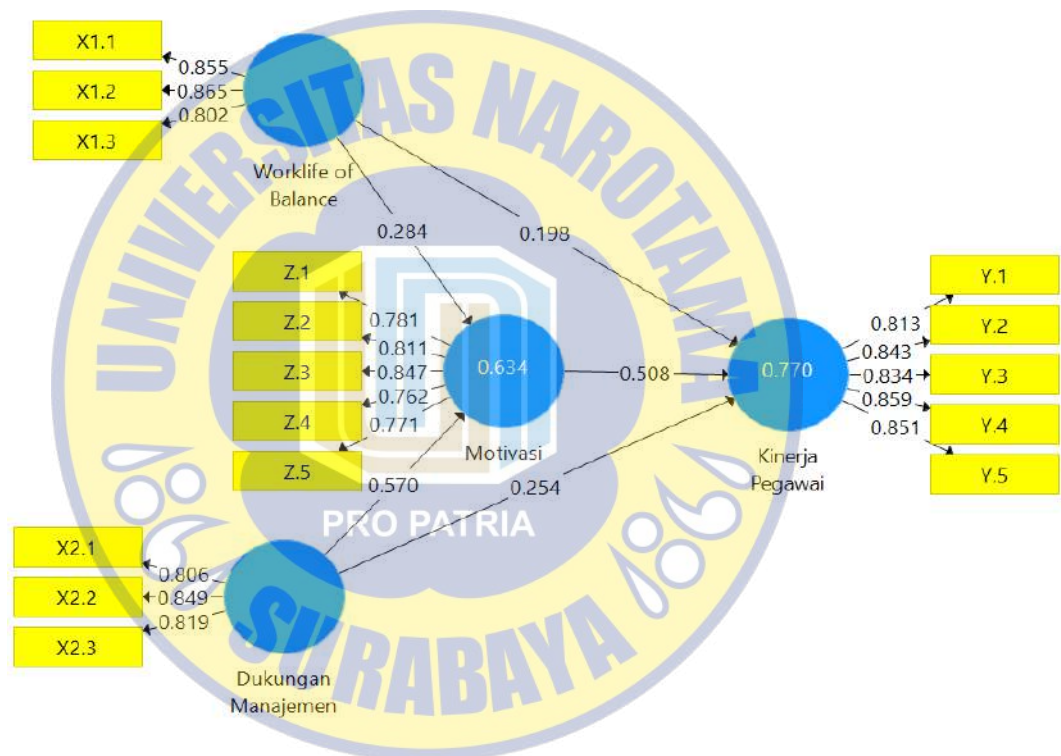 X1.1
X1.2
X1.3
0.855
0.865
0.802
Worklife of
Balance
0.284
0.198
Z.1
Z.2
Z.3
Z.4
Z.5
0.781
0.811
0.847
0.762
0.771
0.634
Motivasi
0.508
0.770
Kinerja
Pegawai
0.813
0.843
0.834
0.859
0.851
Y.1
Y.2
Y.3
Y.4
Y.5
0.570
0.254
X2.1
X2.2
X2.3
0.806
0.849
0.819
Dukungan
Manajemen
UNIVERSITAS NAROTAMA
PRO PATRIA
SURABAYA